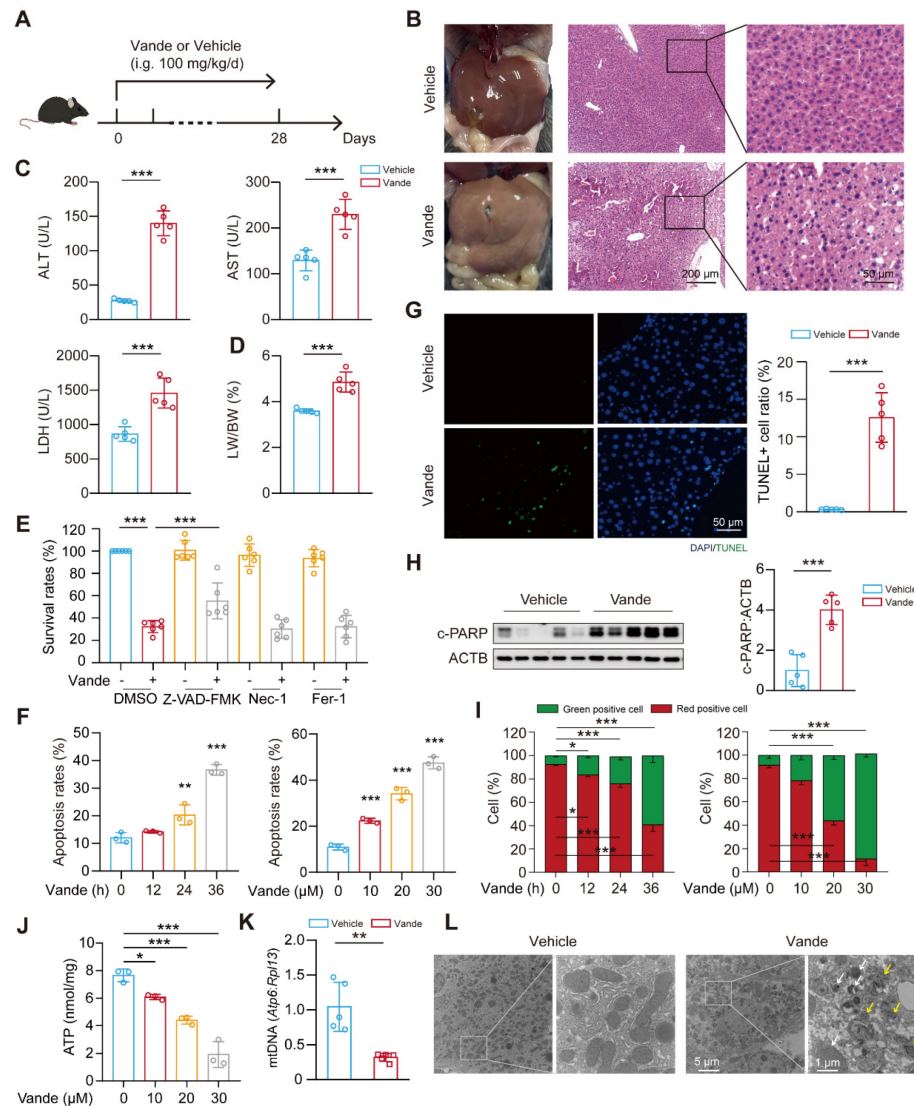 A
Vande or Vehicle
(i.g. 100 mg/kg/d)
0
28
Days
B
Vehicle
Vande
200 µm
50 µm
C
Vehicle
Vande
ALT (U/L)
200
150
100
50
0
***
AST (U/L)
300
200
100
0
***
LDH (U/L)
2000
1500
1000
500
0
***
D
LW/BW (%)
6
4
2
0
***
E
Survival rates (%)
120
100
80
60
40
20
0
***
***
Vande
- + - + - + - +
DMSO Z-VAD-FMK Nec-1 Fer-1
F
Apoptosis rates (%)
60
40
20
0
**
***
Vande (h) 0 12 24 36
Apoptosis rates (%)
60
40
20
0
***
***
***
Vande (µM) 0 10 20 30
G
Vehicle
Vande
50 µm
DAPI/TUNEL
Vehicle
Vande
TUNEL+ cell ratio (%)
20
15
10
5
0
***
H
Vehicle
Vande
c-PARP
ACTB
c-PARP:ACTB
6
4
2
0
***
Vehicle
Vande
I
Green positive cell
Red positive cell
***
***
*
Cell (%)
100
80
60
40
20
0
*
***
***
Vande (h) 0 12 24 36
***
***
Cell (%)
100
80
60
40
20
0
***
***
Vande (µM) 0 10 20 30
J
***
***
*
ATP (nmol/mg)
10
8
6
4
2
0
Vande (µM) 0 10 20 30
K
Vehicle
Vande
mtDNA (Atp6:Rpl13)
2.0
1.5
1.0
0.5
0
**
L
Vehicle
Vande
5 µm
1 µm